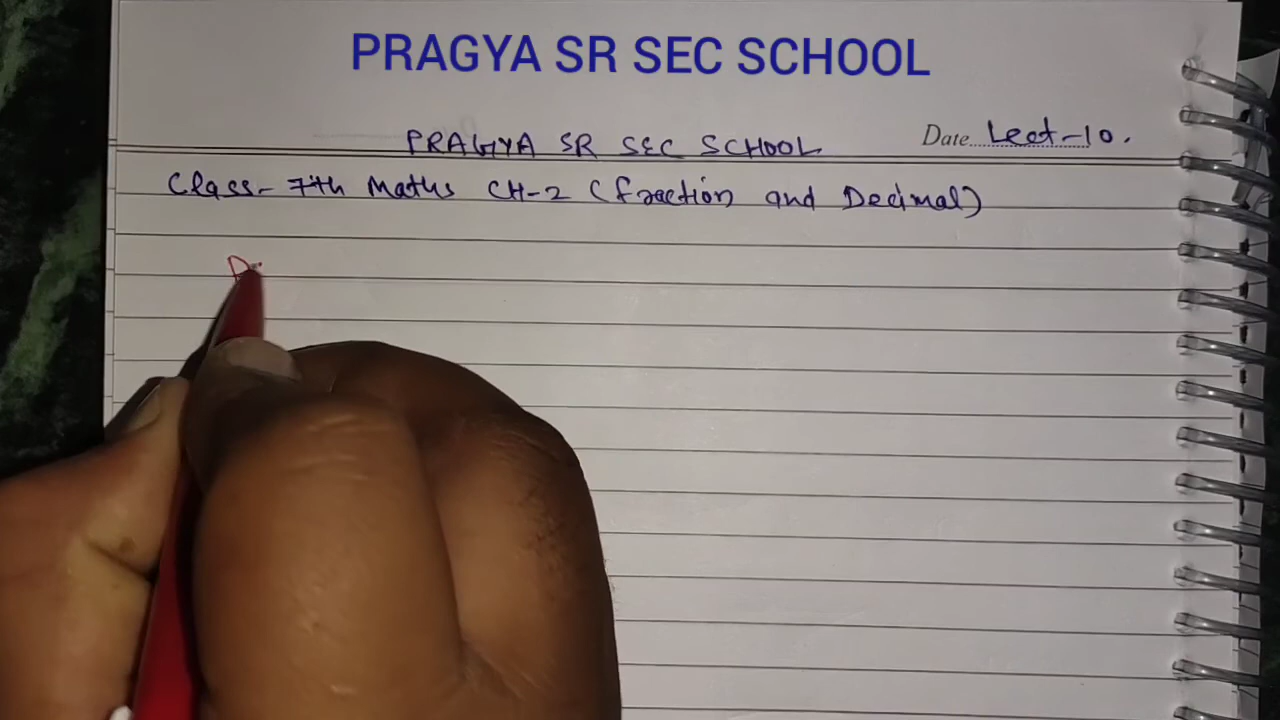 PRAGYA SR SEC SCHOOL
PRAGYA SR SEC SCHOOL Date Lect-10.
Class- 7th Maths CH-2 (fraction and Decimal)